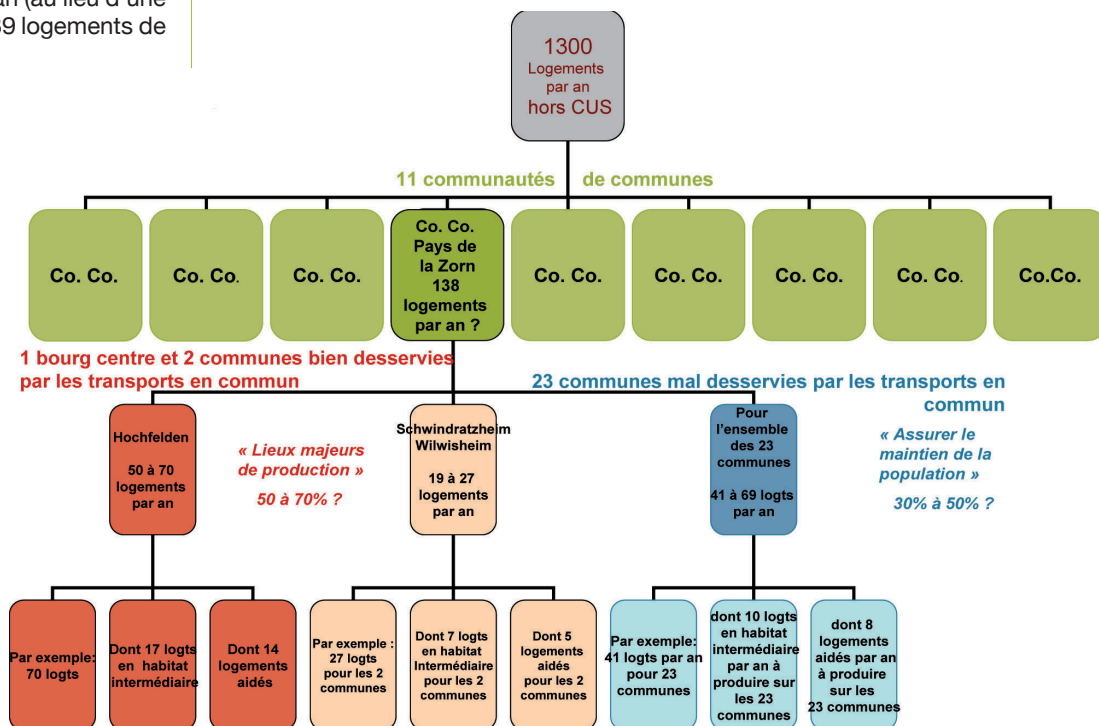 an (au lieu d'une
39 logements de
1300
Logements
par an
hors CUS
11 communautés de communes
Co. Co.
Co. Co.
Co. Co.
Co. Co.
Pays de
la Zorn
138
logements
par an ?
Co. Co.
Co. Co.
Co. Co.
Co. Co.
Co.Co.
1 bourg centre et 2 communes bien desservies
par les transports en commun
23 communes mal desservies par les transports en
commun
Hochfelden
50 à 70
logements
par an
« Lieux majeurs
de production »
50 à 70% ?
Schwindratzheim
Wilwisheim
19 à 27
logements
par an
Pour
l'ensemble
des 23
communes
41 à 69 logts
par an
« Assurer le
maintien de la
population »
30% à 50% ?
Par exemple:
70 logts
Dont 17 logts
en habitat
intermédiaire
Dont 14
logements
aidés
Par exemple :
27 logts
pour les 2
communes
Dont 7 logts
en habitat
Intermédiaire
pour les 2
communes
Dont 5
logements
aidés
pour les 2
communes
Par exemple:
41 logts par an
pour 23
communes
dont 10 logts
en habitat
intermédiaire
par an à
produire sur
les 23
communes
dont 8
logements
aidés par an
à produire
sur les
23 communes